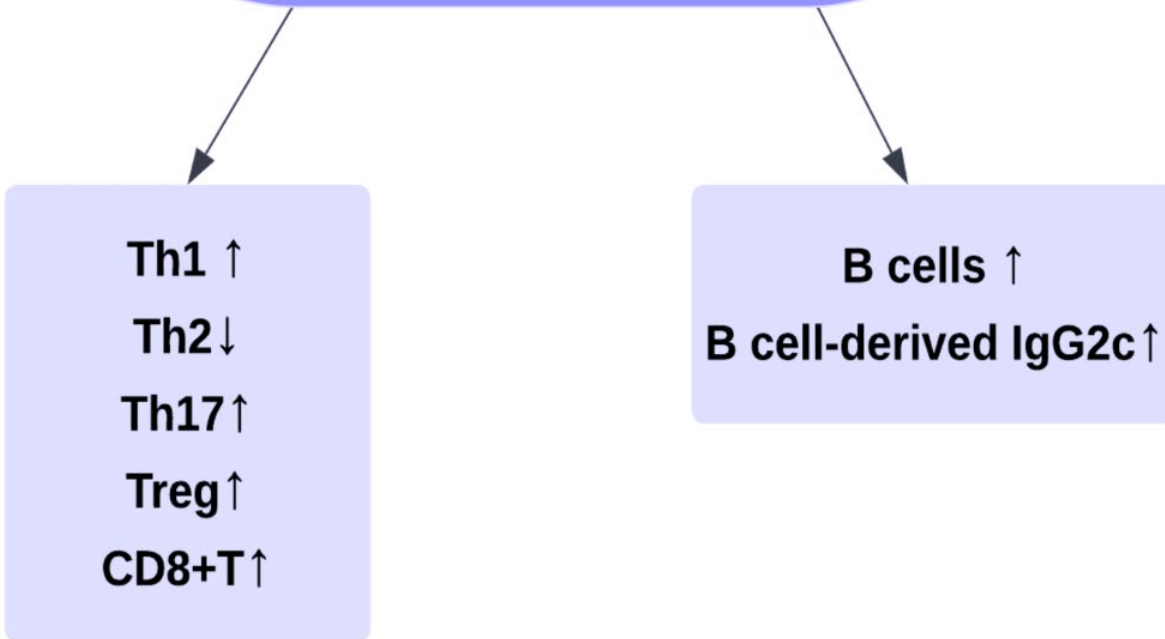 Th1 ↑
Th2↓
Th17↑
Treg↑
CD8+T↑
B cells ↑
B cell-derived IgG2c↑